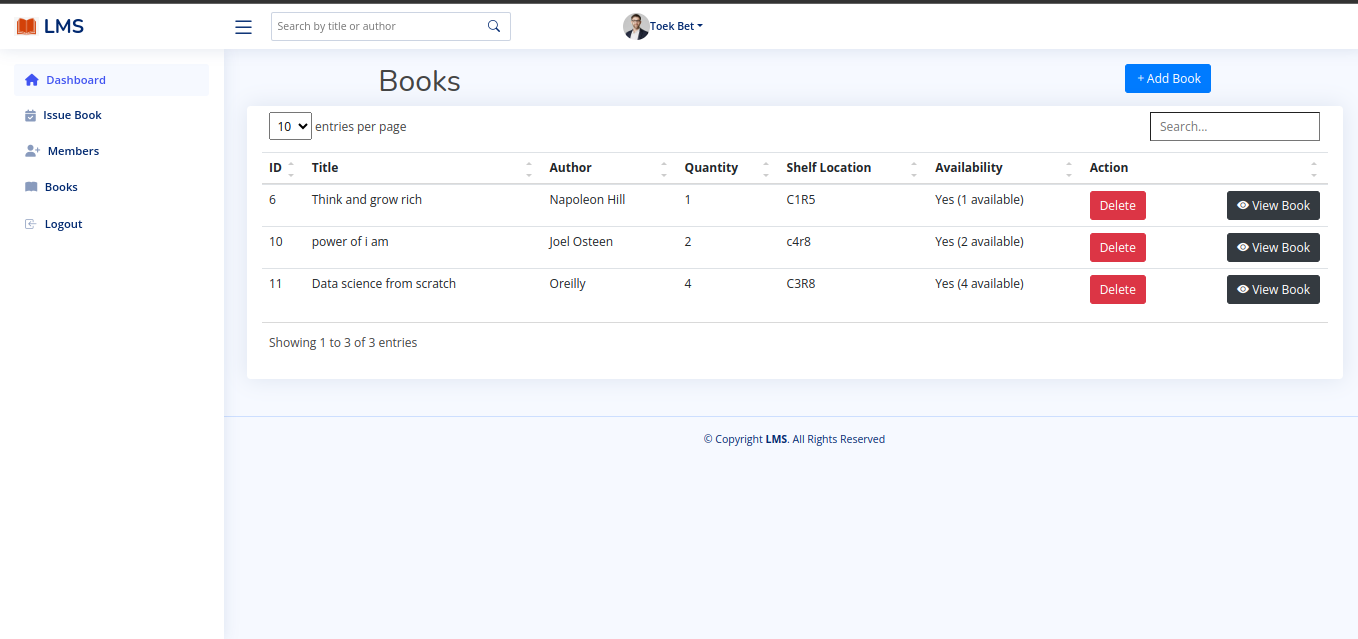 LMS
Search by title or author
Toek Bet
Dashboard
Issue Book
Members
Books
Logout
Books
+ Add Book
10 entries per page
Search...
ID Title Author Quantity Shelf Location Availability Action
6 Think and grow rich Napoleon Hill 1 C1R5 Yes (1 available) Delete View Book
10 power of i am Joel Osteen 2 c4r8 Yes (2 available) Delete View Book
11 Data science from scratch Oreilly 4 C3R8 Yes (4 available) Delete View Book
Showing 1 to 3 of 3 entries
© Copyright LMS. All Rights Reserved